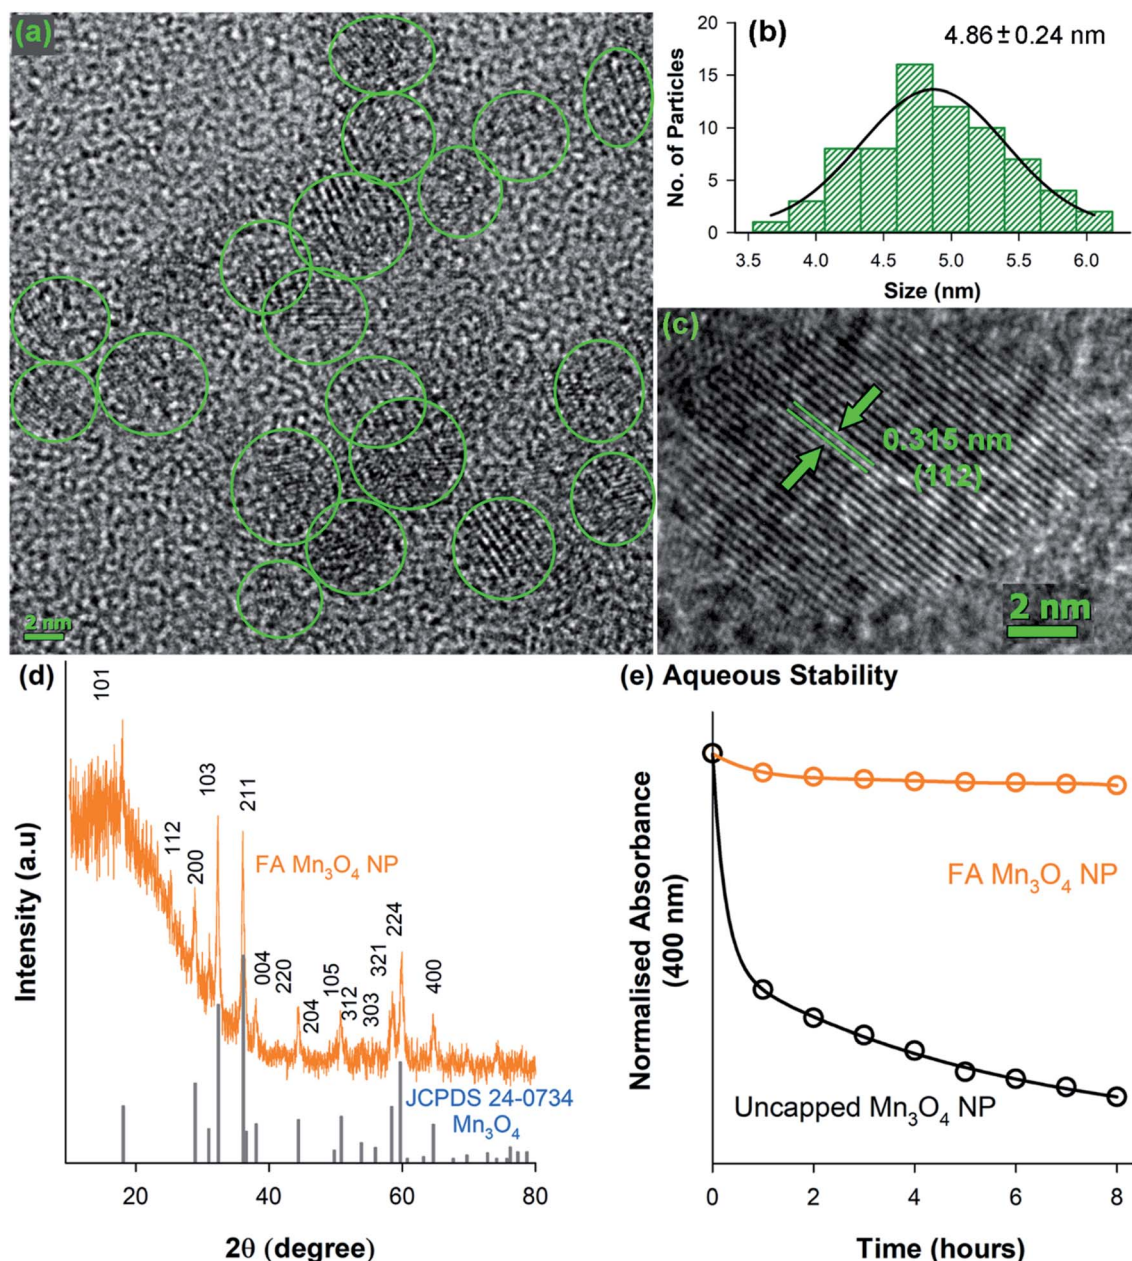 (a)
2 nm
(b)
4.86 ± 0.24 nm
No. of Particles
20
15
10
5
0
3.5 4.0 4.5 5.0 5.5 6.0
Size (nm)
(c)
0.315 nm
(112)
2 nm
(d)
101
112
200
103
211
004
220
204
105
312
303
321
224
400
FA Mn₃O₄ NP
JCPDS 24-0734
Mn₃O₄
Intensity (a.u)
20 40 60 80
2θ (degree)
(e) Aqueous Stability
Normalised Absorbance
(400 nm)
FA Mn₃O₄ NP
Uncapped Mn₃O₄ NP
0 2 4 6 8
Time (hours)